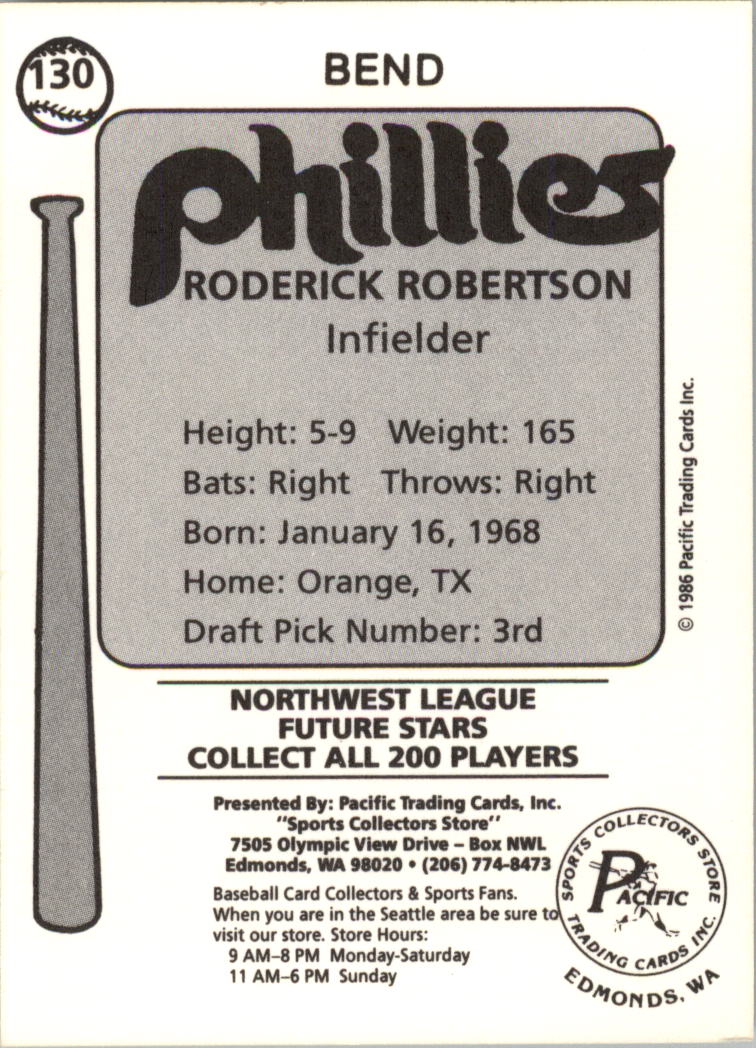 130
BEND
phillies
RODERICK ROBERTSON
Infielder
Height: 5-9 Weight: 165
Bats: Right Throws: Right
Born: January 16, 1968
Home: Orange, TX
Draft Pick Number: 3rd
© 1986 Pacific Trading Cards Inc.
NORTHWEST LEAGUE
FUTURE STARS
COLLECT ALL 200 PLAYERS
Presented By: Pacific Trading Cards, Inc.
"Sports Collectors Store"
7505 Olympic View Drive – Box NWL
Edmonds, WA 98020 • (206) 774-8473
Baseball Card Collectors & Sports Fans.
When you are in the Seattle area be sure to
visit our store. Store Hours:
9 AM–8 PM Monday-Saturday
11 AM–6 PM Sunday
SPORTS COLLECTORS STORE
PACIFIC
TRADING CARDS INC.
EDMONDS, WA